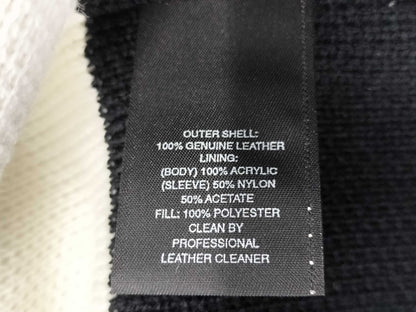 OUTER SHELL:
100% GENUINE LEATHER
LINING:
(BODY) 100% ACRYLIC
(SLEEVE) 50% NYLON
50% ACETATE
FILL: 100% POLYESTER
CLEAN BY
PROFESSIONAL
LEATHER CLEANER